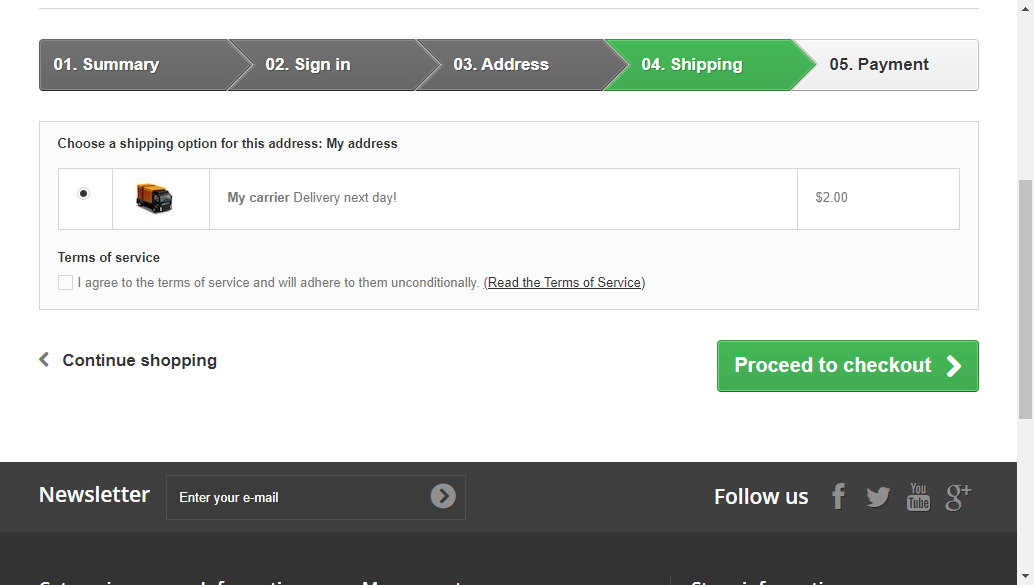 01. Summary
02. Sign in
03. Address
04. Shipping
05. Payment
Choose a shipping option for this address: My address
My carrier Delivery next day!
$2.00
Terms of service
I agree to the terms of service and will adhere to them unconditionally. (Read the Terms of Service)
Continue shopping
Proceed to checkout
Newsletter
Enter your e-mail
Follow us
You
Tube
g+